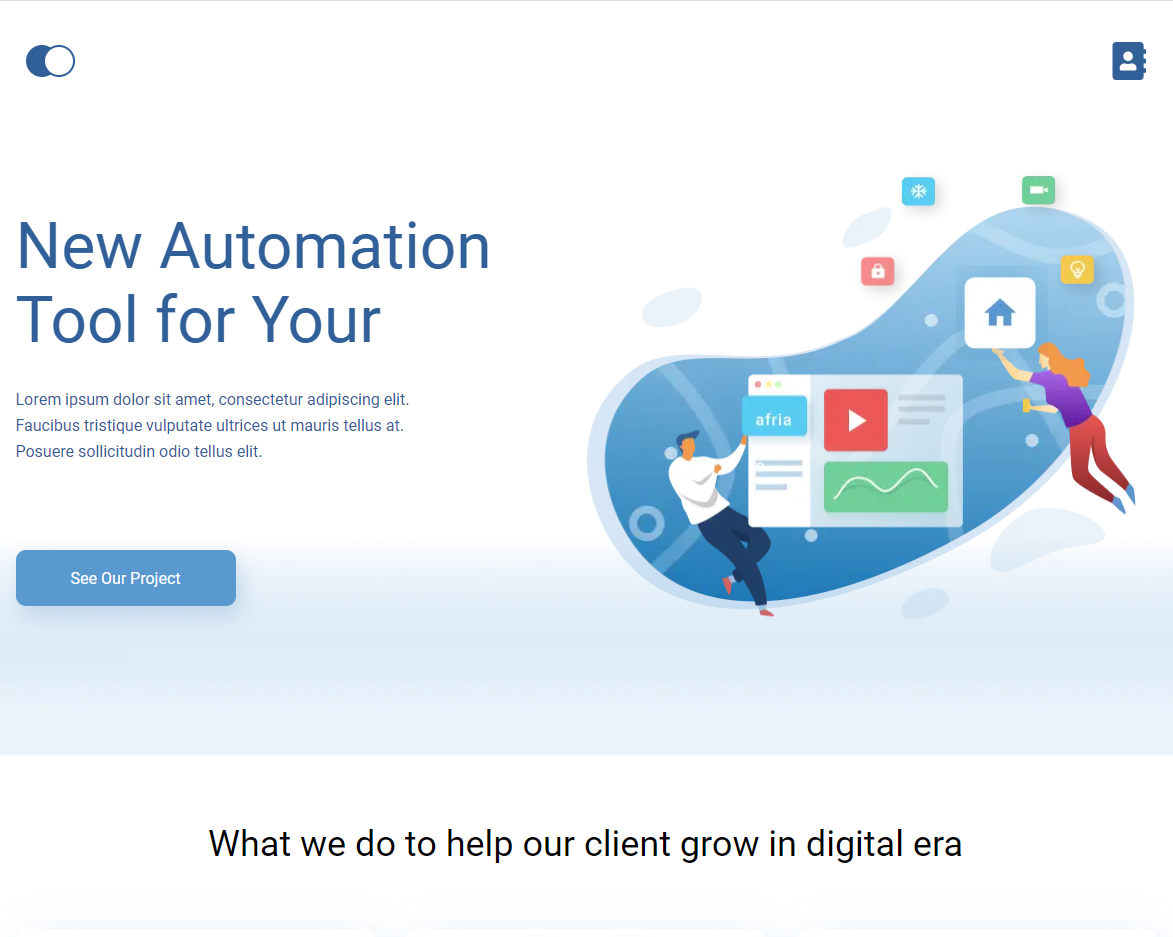 New Automation
Tool for Your
Lorem ipsum dolor sit amet, consectetur adipiscing elit.
Faucibus tristique vulputate ultrices ut mauris tellus at.
Posuere sollicitudin odio tellus elit.
afria
See Our Project
What we do to help our client grow in digital era